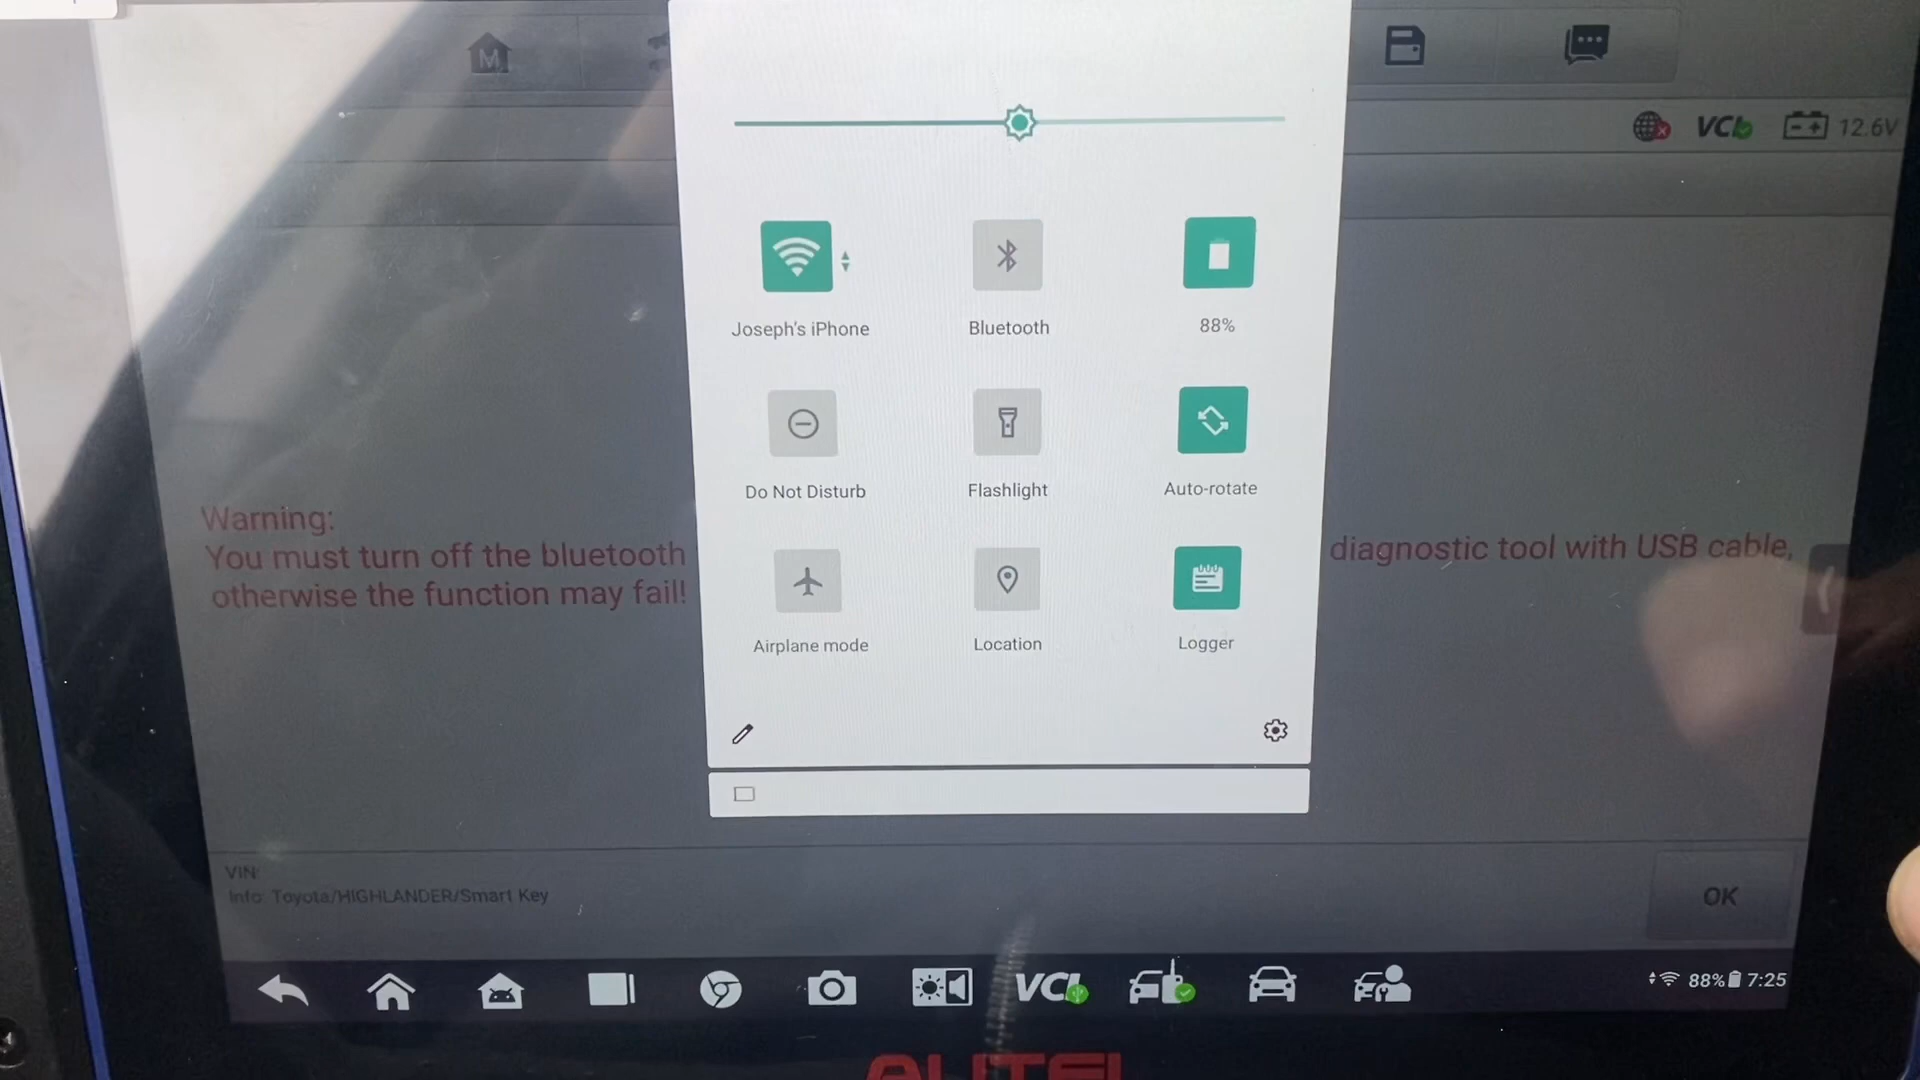 M
VCI
12.6V
Joseph's iPhone
Bluetooth
88%
Do Not Disturb
Flashlight
Auto-rotate
Warning:
You must turn off the bluetooth
diagnostic tool with USB cable,
otherwise the function may fail!
Airplane mode
Location
Logger
VIN:
Info: Toyota/HIGHLANDER/Smart Key
OK
VCI
88% 7:25
AUTEL